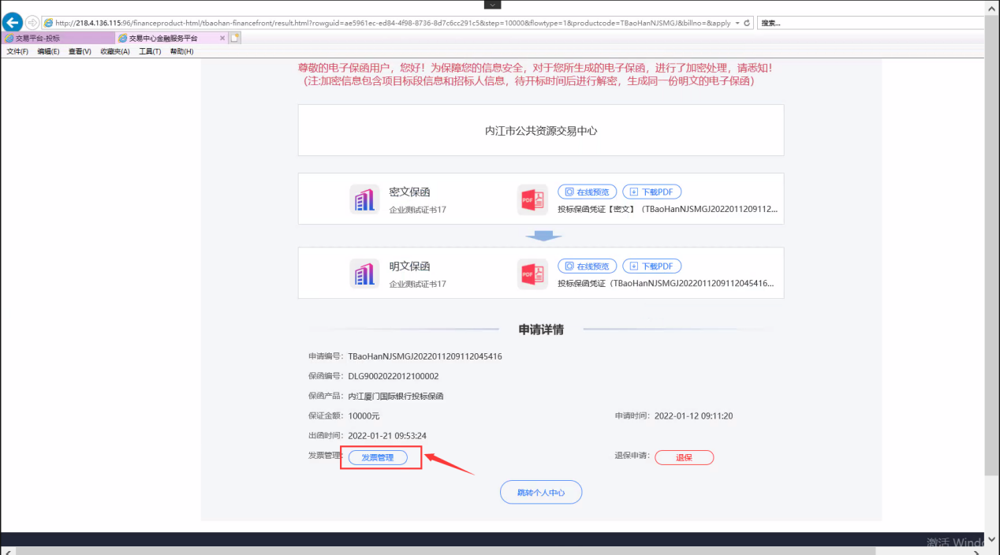 http://218.4.136.115:96/financeproduct-html/tbaohan-financefront/result.html?rowguid=ae5961ec-ed84-4f98-8736-8d7c6cc291c5&step=10000&flowtype=1&productcode=TBaoHanNJSMGJ&billno=&apply
搜索...
交易平台-投标
交易中心金融服务平台
文件(F) 编辑(E) 查看(V) 收藏夹(A) 工具(T) 帮助(H)
尊敬的电子保函用户，您好！为保障您的信息安全，对于您所生成的电子保函，进行了加密处理，请悉知！
（注:加密信息包含项目标段信息和招标人信息，待开标时间后进行解密，生成同一份明文的电子保函）
内江市公共资源交易中心
密文保函
企业测试证书17
PDF
在线预览 下载PDF
投标保函凭证【密文】（TBaoHanNJSMGJ2022011209112...
明文保函
企业测试证书17
PDF
在线预览 下载PDF
投标保函凭证（TBaoHanNJSMGJ2022011209112045416...
申请详情
申请编号：TBaoHanNJSMGJ2022011209112045416
保函编号：DLG9002022012100002
保函产品：内江厦门国际银行投标保函
保证金额：10000元 申请时间：2022-01-12 09:11:20
出函时间：2022-01-21 09:53:24
发票管理: 发票管理 退保申请： 退保
跳转个人中心
激活 Windo